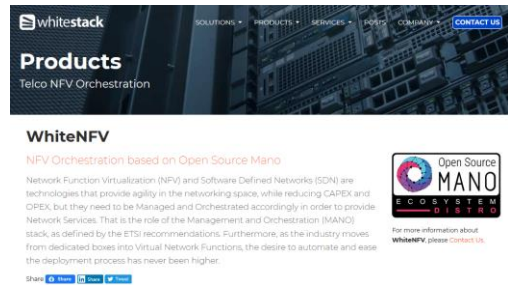 whitestack
SOLUTIONS PRODUCTS SERVICES POSTS COMPANY CONTACT US
Products
Telco NFV Orchestration
WhiteNFV
NFV Orchestration based on Open Source Mano
Network Function Virtualization (NFV) and Software Defined Networks (SDN) are
technologies that provide agility in the networking space, while reducing CAPEX and
OPEX, but they need to be Managed and Orchestrated accordingly in order to provide
Network Services. That is the role of the Management and Orchestration (MANO)
stack, as defined by the ETSI recommendations. Furthermore, as the industry moves
from dedicated boxes into Virtual Network Functions, the desire to automate and ease
the deployment process has never been higher.
Share Share Share Tweet
Open Source
MANO
ECOSYSTEM
DISTRO
For more information about
WhiteNFV, please Contact Us.